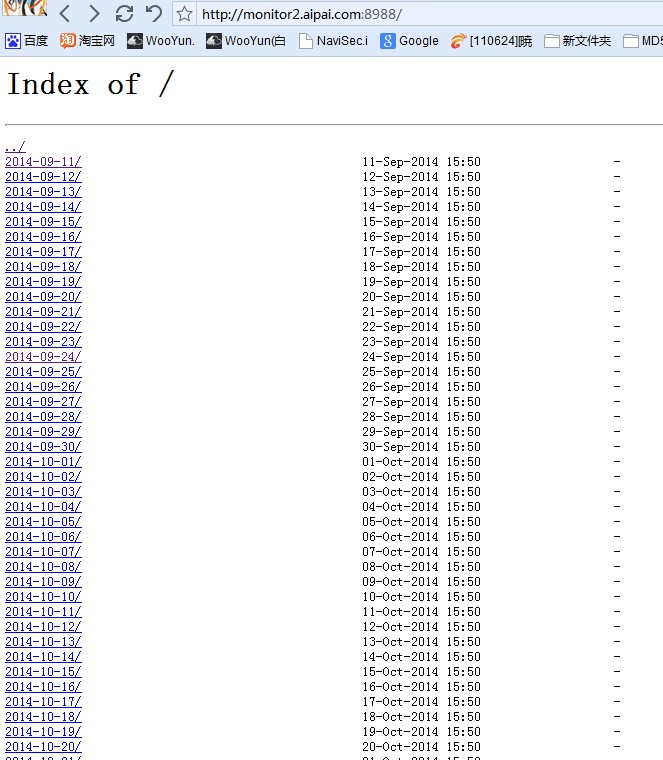 http://monitor2.aipai.com:8988/
百度 淘宝网 WooYun. WooYun(白 NaviSec.i Google [110624]晓 新文件夹 MD5
Index of /
../
2014-09-11/ 11-Sep-2014 15:50 -
2014-09-12/ 12-Sep-2014 15:50 -
2014-09-13/ 13-Sep-2014 15:50 -
2014-09-14/ 14-Sep-2014 15:50 -
2014-09-15/ 15-Sep-2014 15:50 -
2014-09-16/ 16-Sep-2014 15:50 -
2014-09-17/ 17-Sep-2014 15:50 -
2014-09-18/ 18-Sep-2014 15:50 -
2014-09-19/ 19-Sep-2014 15:50 -
2014-09-20/ 20-Sep-2014 15:50 -
2014-09-21/ 21-Sep-2014 15:50 -
2014-09-22/ 22-Sep-2014 15:50 -
2014-09-23/ 23-Sep-2014 15:50 -
2014-09-24/ 24-Sep-2014 15:50 -
2014-09-25/ 25-Sep-2014 15:50 -
2014-09-26/ 26-Sep-2014 15:50 -
2014-09-27/ 27-Sep-2014 15:50 -
2014-09-28/ 28-Sep-2014 15:50 -
2014-09-29/ 29-Sep-2014 15:50 -
2014-09-30/ 30-Sep-2014 15:50 -
2014-10-01/ 01-Oct-2014 15:50 -
2014-10-02/ 02-Oct-2014 15:50 -
2014-10-03/ 03-Oct-2014 15:50 -
2014-10-04/ 04-Oct-2014 15:50 -
2014-10-05/ 05-Oct-2014 15:50 -
2014-10-06/ 06-Oct-2014 15:50 -
2014-10-07/ 07-Oct-2014 15:50 -
2014-10-08/ 08-Oct-2014 15:50 -
2014-10-09/ 09-Oct-2014 15:50 -
2014-10-10/ 10-Oct-2014 15:50 -
2014-10-11/ 11-Oct-2014 15:50 -
2014-10-12/ 12-Oct-2014 15:50 -
2014-10-13/ 13-Oct-2014 15:50 -
2014-10-14/ 14-Oct-2014 15:50 -
2014-10-15/ 15-Oct-2014 15:50 -
2014-10-16/ 16-Oct-2014 15:50 -
2014-10-17/ 17-Oct-2014 15:50 -
2014-10-18/ 18-Oct-2014 15:50 -
2014-10-19/ 19-Oct-2014 15:50 -
2014-10-20/ 20-Oct-2014 15:50 -